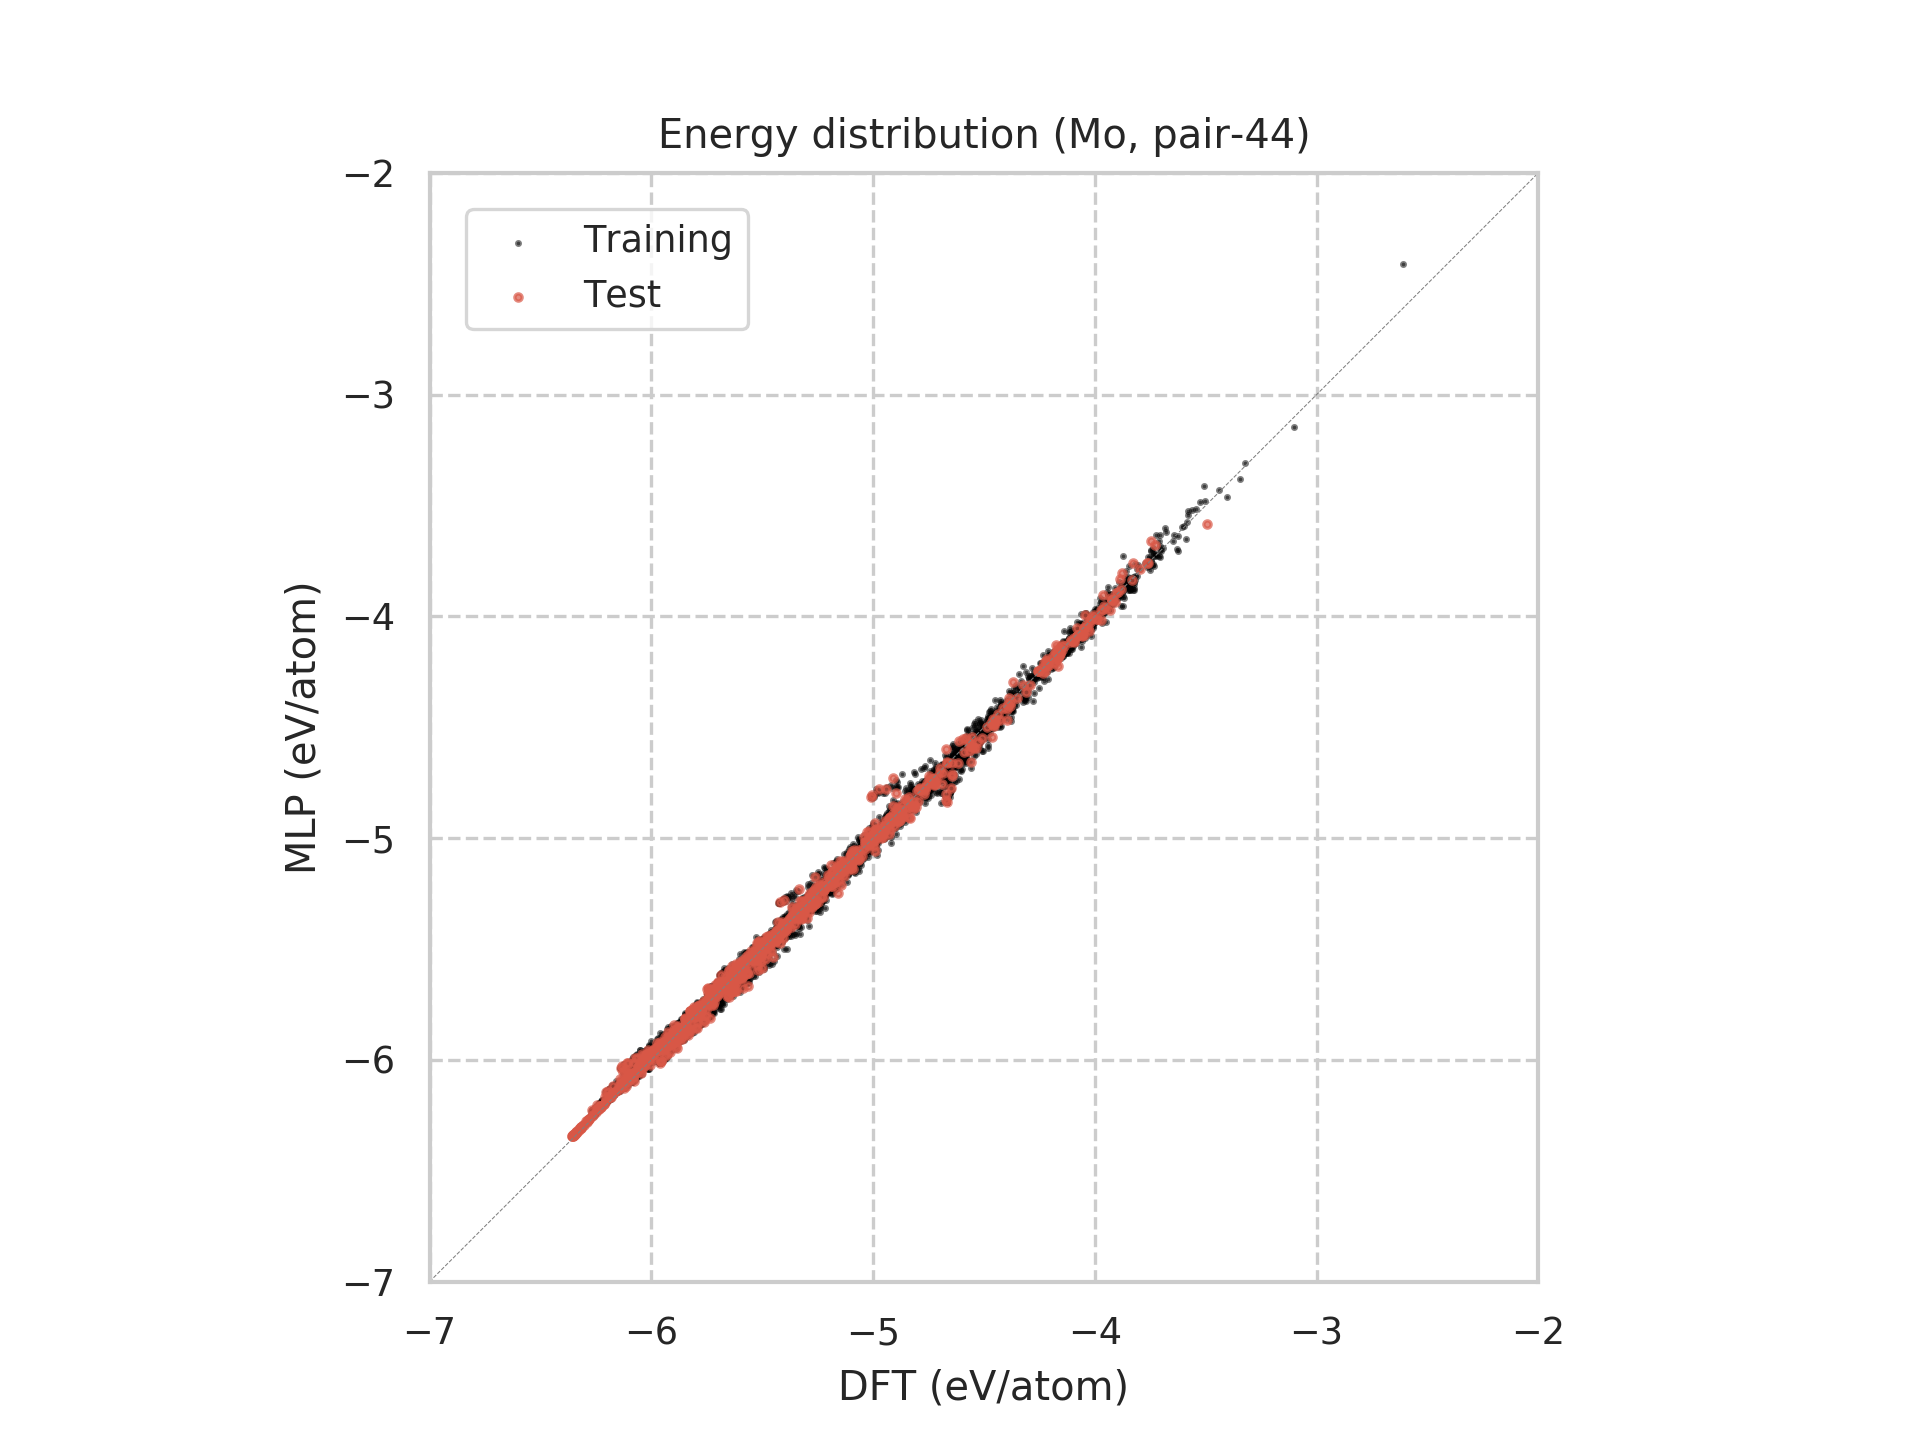 Energy distribution (Mo, pair-44)
Training
Test
−2
−3
−4
−5
−6
−7
MLP (eV/atom)
−7 −6 −5 −4 −3 −2
DFT (eV/atom)